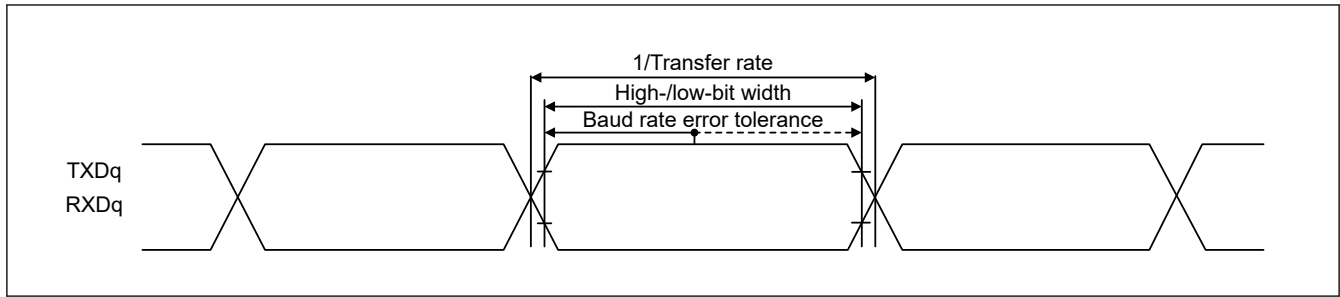 1/Transfer rate
High-/low-bit width
Baud rate error tolerance
TXDq
RXDq